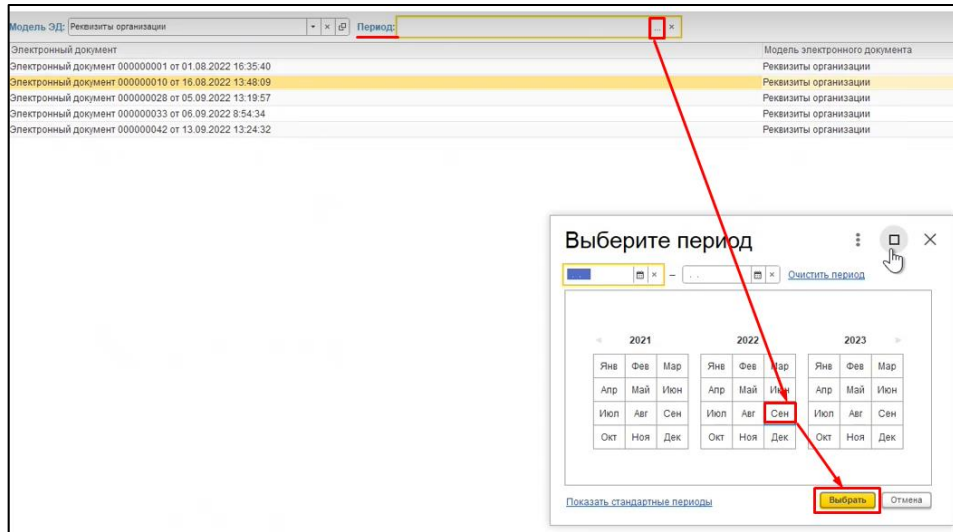 Модель ЭД: Реквизиты организации Период: ...
Электронный документ Модель электронного документа
Электронный документ 000000001 от 01.08.2022 16:35:40 Реквизиты организации
Электронный документ 000000010 от 16.08.2022 13:48:09 Реквизиты организации
Электронный документ 000000028 от 05.09.2022 13:19:57 Реквизиты организации
Электронный документ 000000033 от 06.09.2022 8:54:34 Реквизиты организации
Электронный документ 000000042 от 13.09.2022 13:24:32 Реквизиты организации
Выберите период
. . – . . Очистить период
2021 2022 2023
Янв Фев Мар Янв Фев Мар Янв Фев Мар
Апр Май Июн Апр Май Июн Апр Май Июн
Июл Авг Сен Июл Авг Сен Июл Авг Сен
Окт Ноя Дек Окт Ноя Дек Окт Ноя Дек
Показать стандартные периоды Выбрать Отмена